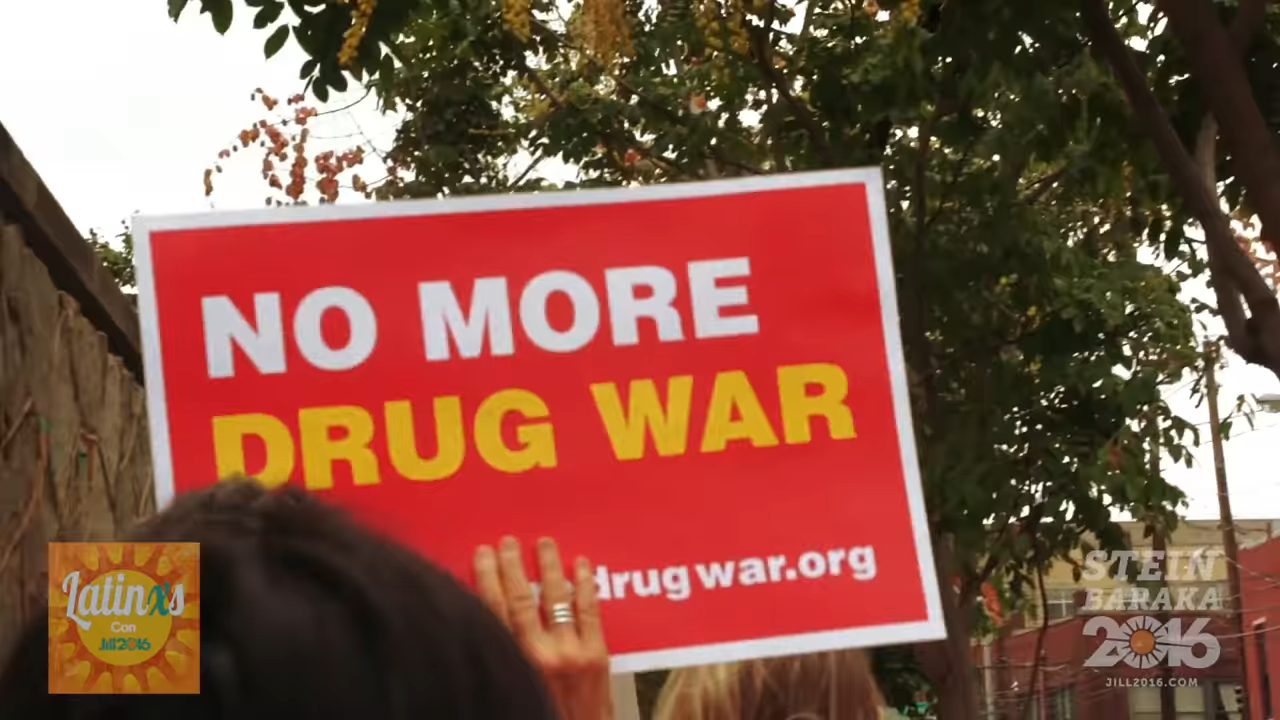 NO MORE
DRUG WAR
drugwar.org
Latinxs
Con
Jill2016
STEIN
BARAKA
2016
JILL2016.COM